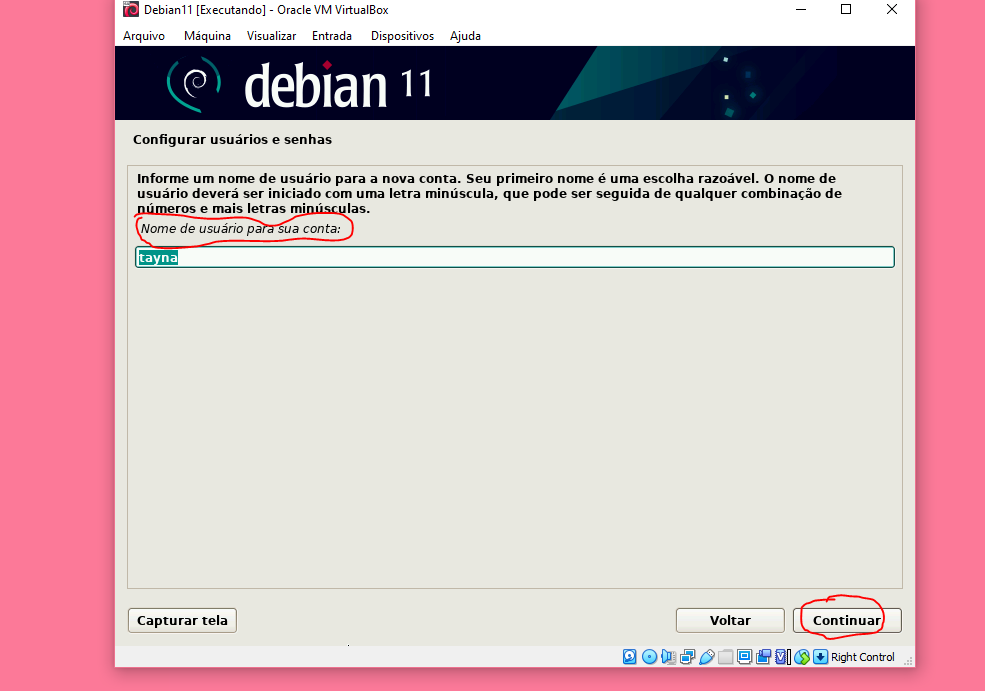 Debian11 [Executando] - Oracle VM VirtualBox
Arquivo Máquina Visualizar Entrada Dispositivos Ajuda
debian 11
Configurar usuários e senhas
Informe um nome de usuário para a nova conta. Seu primeiro nome é uma escolha razoável. O nome de
usuário deverá ser iniciado com uma letra minúscula, que pode ser seguida de qualquer combinação de
números e mais letras minúsculas.
Nome de usuário para sua conta:
tayna
Capturar tela Voltar Continuar
Right Control